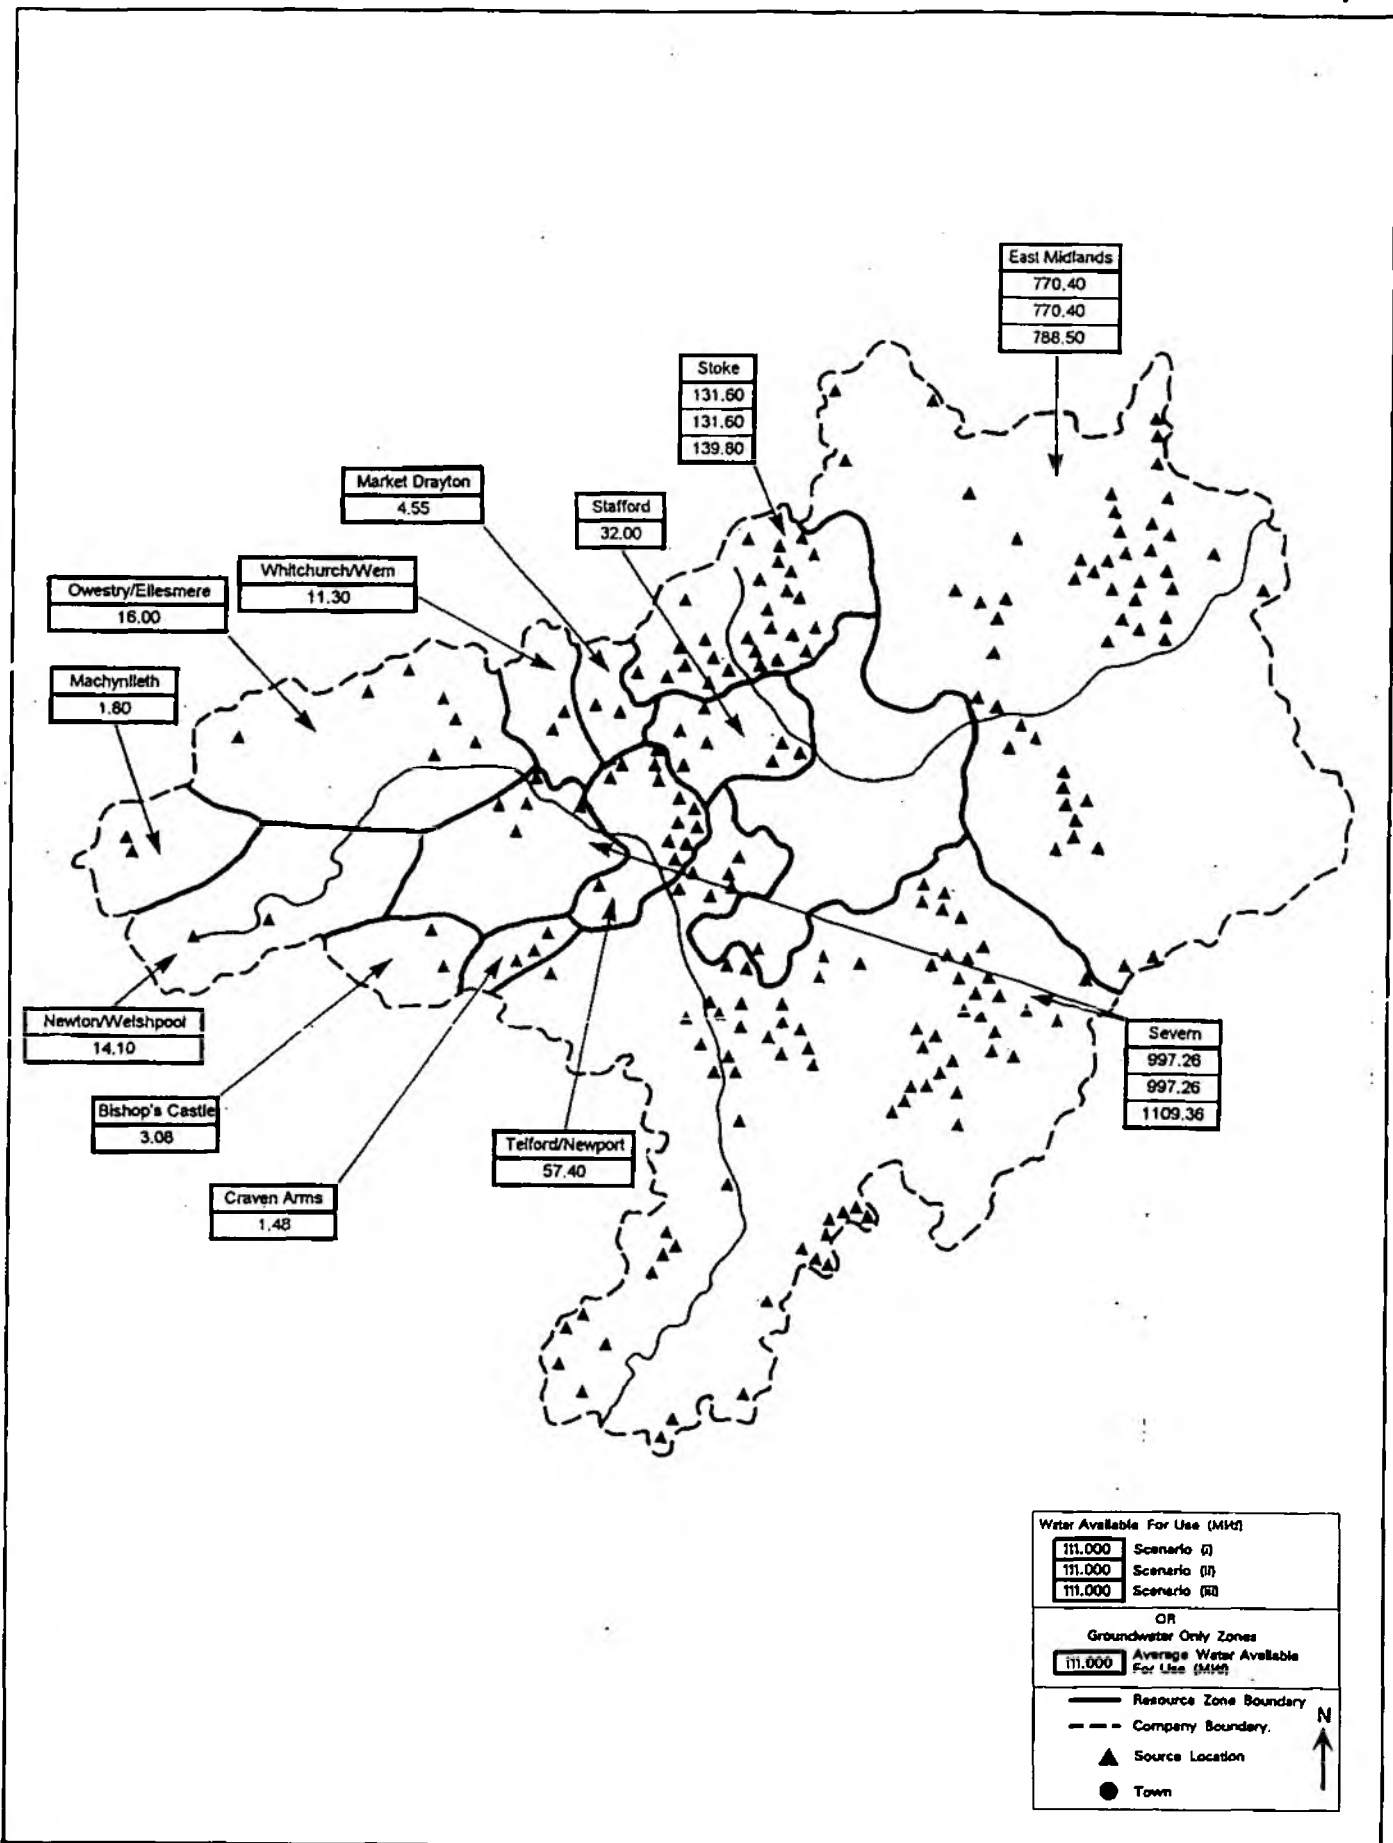 East Midlands
770.40
770.40
788.50
Stoke
131.60
131.60
139.80
Market Drayton
4.55
Stafford
32.00
Whitchurch/Wem
11.30
Owestry/Ellesmere
16.00
Machynlleth
1.80
Newton/Welshpool
14.10
Bishop's Castle
3.08
Craven Arms
1.48
Telford/Newport
57.40
Severn
997.26
997.26
1109.36
Water Available For Use (Ml/d)
111.000 Scenario (i)
111.000 Scenario (ii)
111.000 Scenario (iii)
OR
Groundwater Only Zones
111.000 Average Water Available
For Use (Ml/d)
Resource Zone Boundary
Company Boundary.
Source Location
Town
N